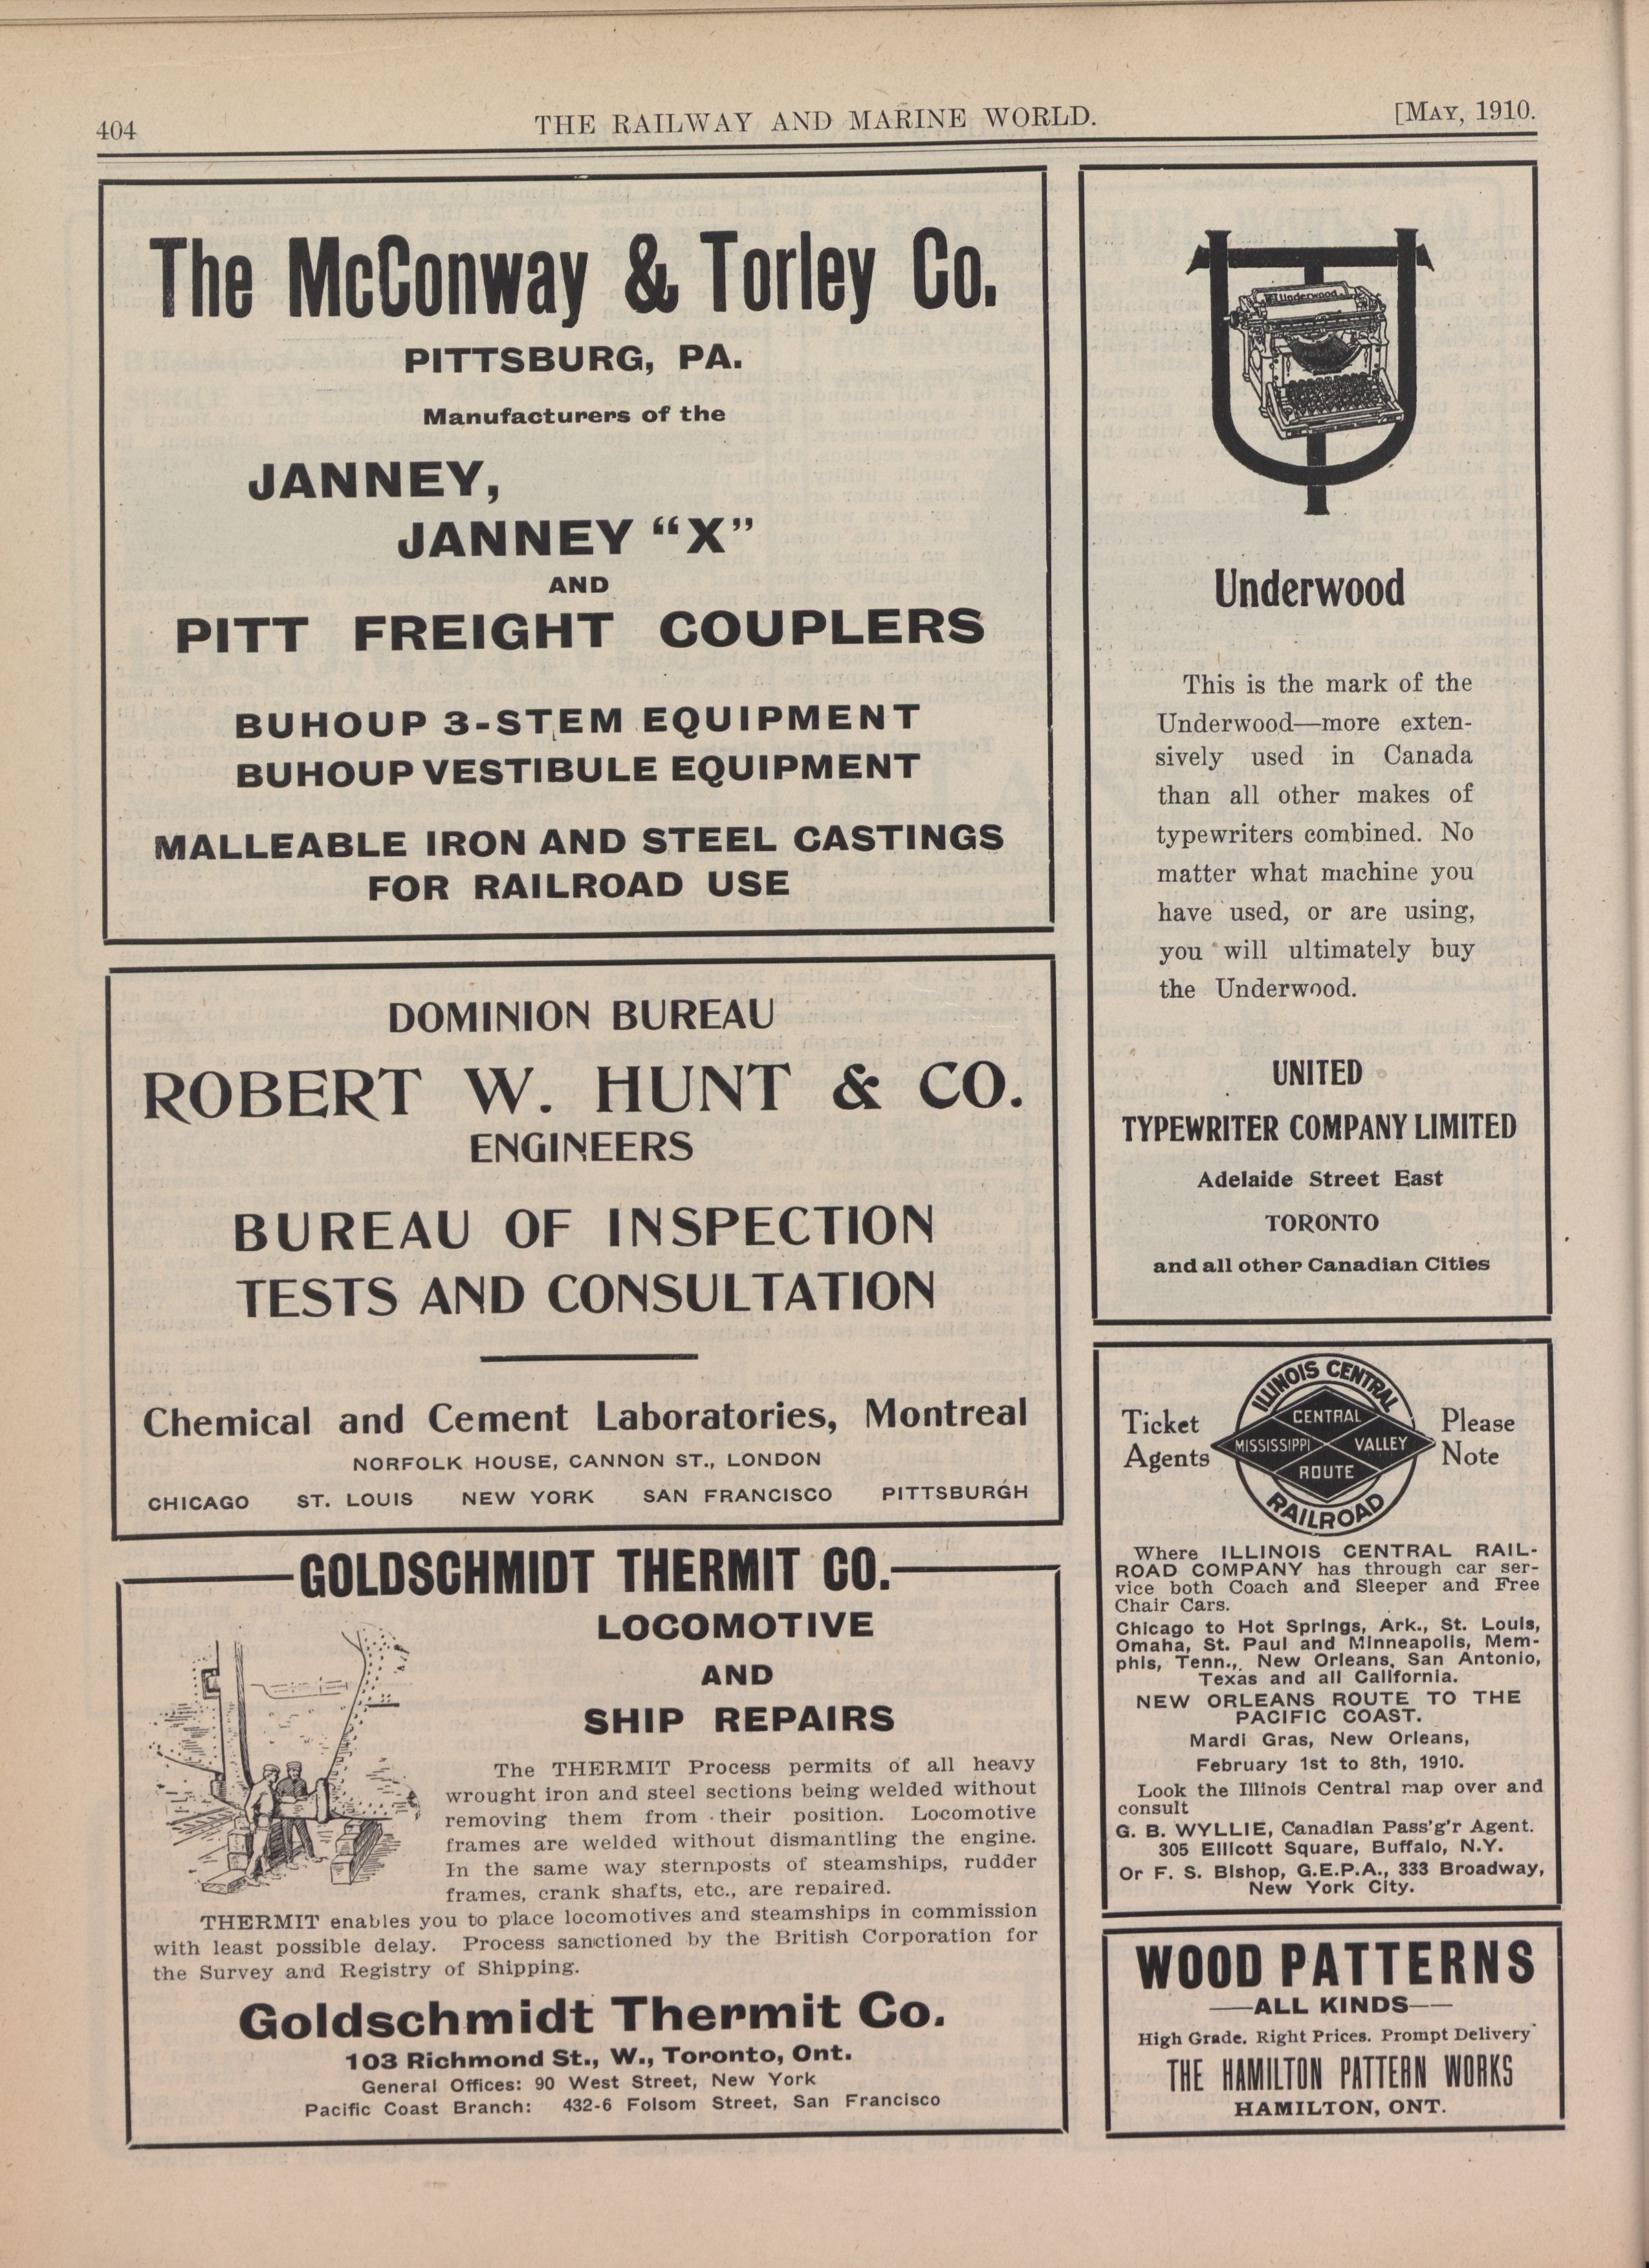 404
THE RAILWAY AND MARINE WORLD.
[MAY, 1910.
The McConway & Torley Co.
PITTSBURG, PA.
Manufacturers of the
JANNEY,
JANNEY "X"
AND
PITT FREIGHT COUPLERS
BUHOUP 3-STEM EQUIPMENT
BUHOUP VESTIBULE EQUIPMENT
MALLEABLE IRON AND STEEL CASTINGS
FOR RAILROAD USE
DOMINION BUREAU
ROBERT W. HUNT & CO.
ENGINEERS
BUREAU OF INSPECTION
TESTS AND CONSULTATION
Chemical and Cement Laboratories, Montreal
NORFOLK HOUSE, CANNON ST., LONDON
CHICAGO ST. LOUIS NEW YORK SAN FRANCISCO PITTSBURGH
GOLDSCHMIDT THERMIT CO.
LOCOMOTIVE
AND
SHIP REPAIRS
The THERMIT Process permits of all heavy
wrought iron and steel sections being welded without
removing them from their position. Locomotive
frames are welded without dismantling the engine.
In the same way sternposts of steamships, rudder
frames, crank shafts, etc., are repaired.
THERMIT enables you to place locomotives and steamships in commission
with least possible delay. Process sanctioned by the British Corporation for
the Survey and Registry of Shipping.
Goldschmidt Thermit Co.
103 Richmond St., W., Toronto, Ont.
General Offices: 90 West Street, New York
Pacific Coast Branch: 432-6 Folsom Street, San Francisco
Underwood
Underwood
This is the mark of the
Underwood—more exten-
sively used in Canada
than all other makes of
typewriters combined. No
matter what machine you
have used, or are using,
you will ultimately buy
the Underwood.
UNITED
TYPEWRITER COMPANY LIMITED
Adelaide Street East
TORONTO
and all other Canadian Cities
Ticket
Agents
ILLINOIS CENTRAL
CENTRAL
MISSISSIPPI VALLEY
ROUTE
RAILROAD
Please
Note
Where ILLINOIS CENTRAL RAIL-
ROAD COMPANY has through car ser-
vice both Coach and Sleeper and Free
Chair Cars.
Chicago to Hot Springs, Ark., St. Louis,
Omaha, St. Paul and Minneapolis, Mem-
phis, Tenn., New Orleans, San Antonio,
Texas and all California.
NEW ORLEANS ROUTE TO THE
PACIFIC COAST.
Mardi Gras, New Orleans,
February 1st to 8th, 1910.
Look the Illinois Central map over and
consult
G. B. WYLLIE, Canadian Pass'g'r Agent.
305 Ellicott Square, Buffalo, N.Y.
Or F. S. Bishop, G.E.P.A., 333 Broadway,
New York City.
WOOD PATTERNS
—ALL KINDS—
High Grade. Right Prices. Prompt Delivery
THE HAMILTON PATTERN WORKS
HAMILTON, ONT.